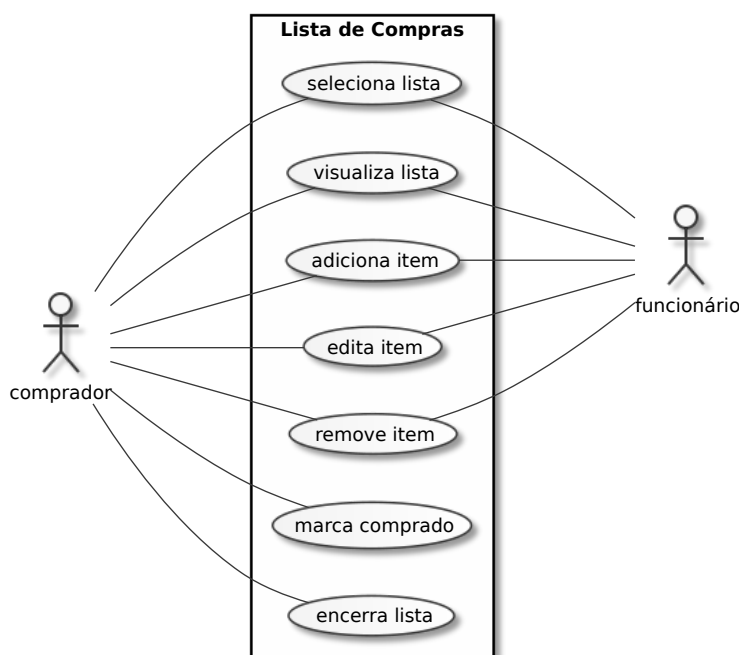 Lista de Compras
seleciona lista
visualiza lista
adiciona item
funcionário
edita item
comprador
remove item
marca comprado
encerra lista